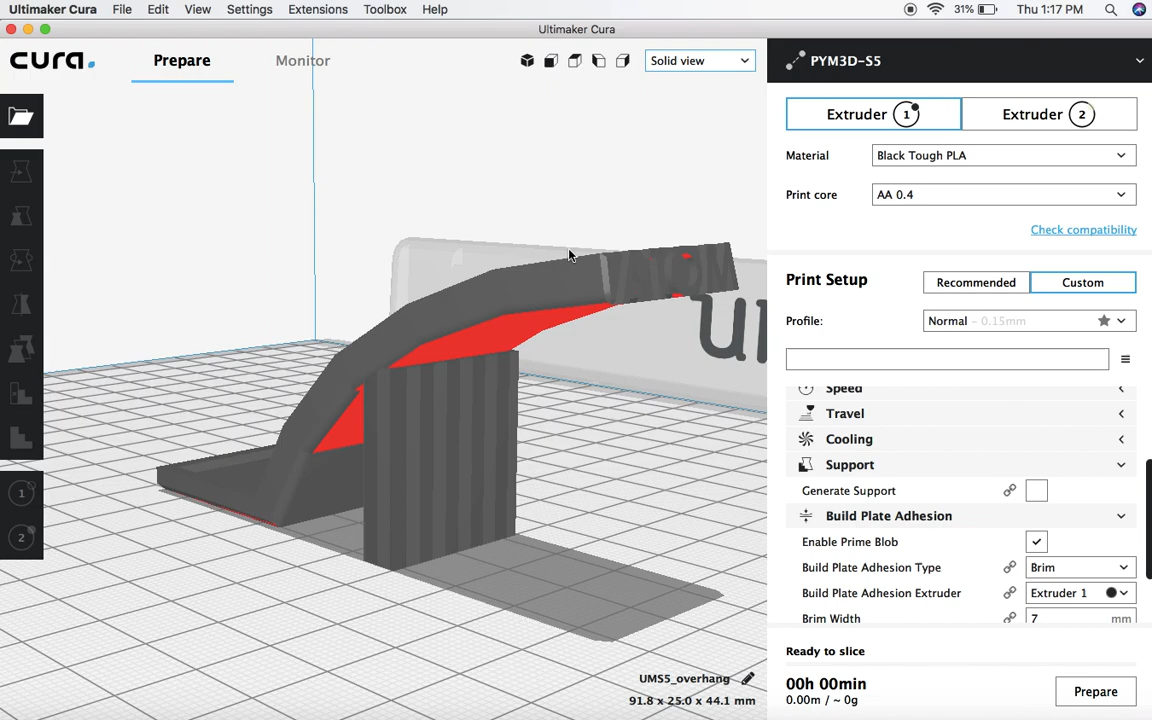 Ultimaker Cura File Edit View Settings Extensions Toolbox Help 31% Thu 1:17 PM
Ultimaker Cura
cura. Prepare Monitor Solid view PYM3D-S5
Extruder 1 Extruder 2
Material Black Tough PLA
Print core AA 0.4
Check compatibility
Print Setup Recommended Custom
Profile: Normal - 0.15mm
Speed
Travel
Cooling
Support
Generate Support
Build Plate Adhesion
Enable Prime Blob
Build Plate Adhesion Type Brim
Build Plate Adhesion Extruder Extruder 1
Brim Width 7 mm
1
2
Ready to slice
UMS5_overhang
00h 00min
0.00m / ~ 0g
91.8 x 25.0 x 44.1 mm
Prepare